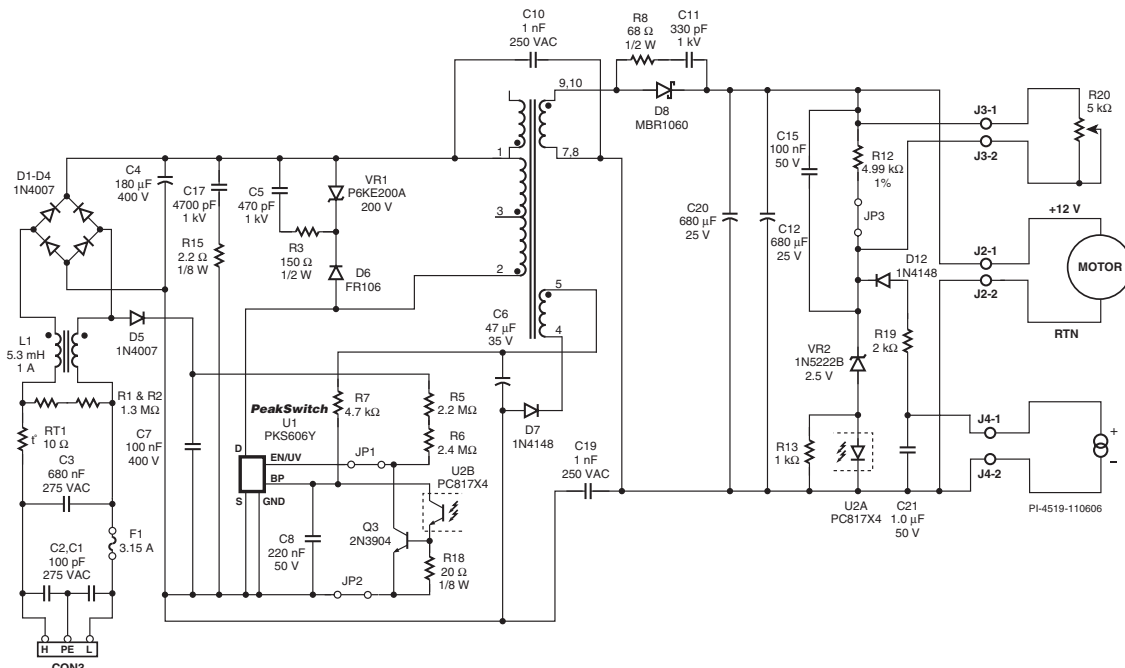 C10
1 nF
250 VAC
R8
68 Ω
1/2 W
C11
330 pF
1 kV
9,10
D8
MBR1060
7,8
1
3
2
5
4
D1-D4
1N4007
C4
180 μF
400 V
C17
4700 pF
1 kV
R15
2.2 Ω
1/8 W
C5
470 pF
1 kV
VR1
P6KE200A
200 V
R3
150 Ω
1/2 W
D6
FR106
C15
100 nF
50 V
R12
4.99 kΩ
1%
JP3
J3-1
J3-2
R20
5 kΩ
C20
680 μF
25 V
C12
680 μF
25 V
+12 V
J2-1
J2-2
MOTOR
RTN
D12
1N4148
R19
2 kΩ
VR2
1N5222B
2.5 V
L1
5.3 mH
1 A
D5
1N4007
C6
47 μF
35 V
R1 & R2
1.3 MΩ
RT1
10 Ω
t°
C3
680 nF
275 VAC
C7
100 nF
400 V
PeakSwitch
U1
PKS606Y
R7
4.7 kΩ
R5
2.2 MΩ
R6
2.4 MΩ
D7
1N4148
D
EN/UV
JP1
BP
S
GND
U2B
PC817X4
C19
1 nF
250 VAC
R13
1 kΩ
J4-1
J4-2
+
–
U2A
PC817X4
C21
1.0 μF
50 V
PI-4519-110606
F1
3.15 A
C2,C1
100 pF
275 VAC
C8
220 nF
50 V
Q3
2N3904
R18
20 Ω
1/8 W
JP2
H PE L
CON3